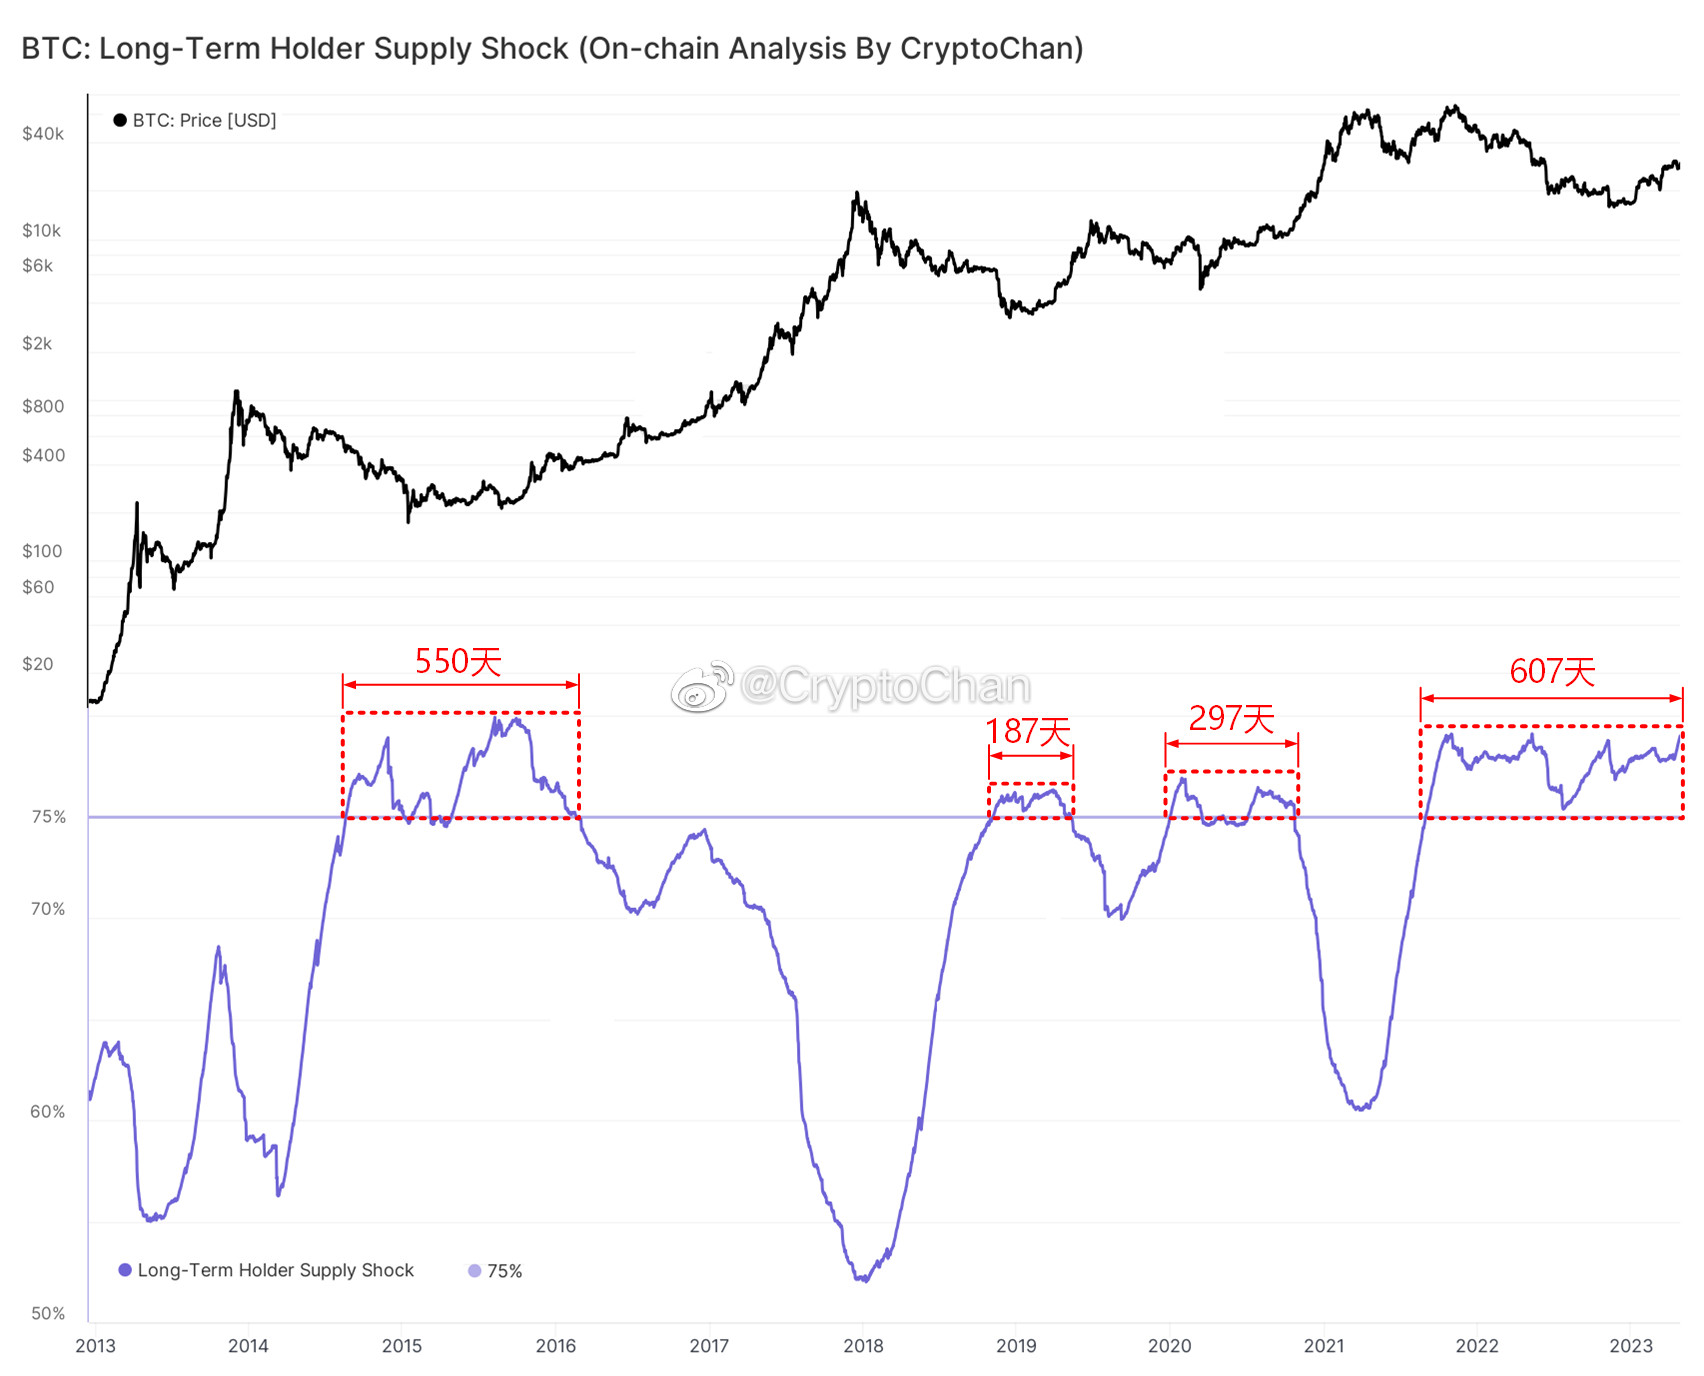 BTC: Long-Term Holder Supply Shock (On-chain Analysis By CryptoChan)
BTC: Price [USD]
$40k
$10k
$6k
$2k
$800
$400
$100
$60
$20
550天
@CryptoChan
187天
297天
607天
75%
70%
60%
50%
Long-Term Holder Supply Shock
75%
2013
2014
2015
2016
2017
2018
2019
2020
2021
2022
2023